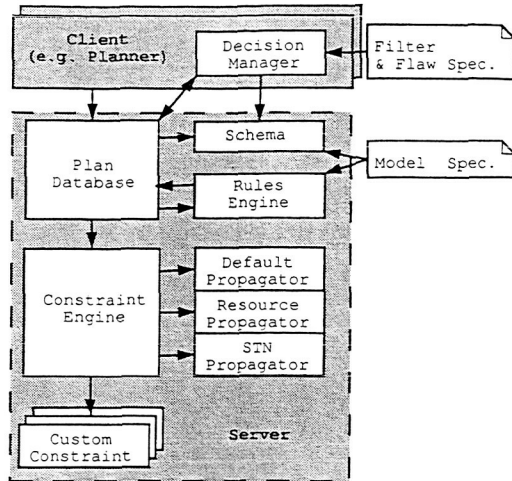 Client
(e.g. Planner)
Decision
Manager
Filter
& Flaw Spec.
Schema
Plan
Database
Rules
Engine
Model Spec.
Constraint
Engine
Default
Propagator
Resource
Propagator
STN
Propagator
Custom
Constraint
Server